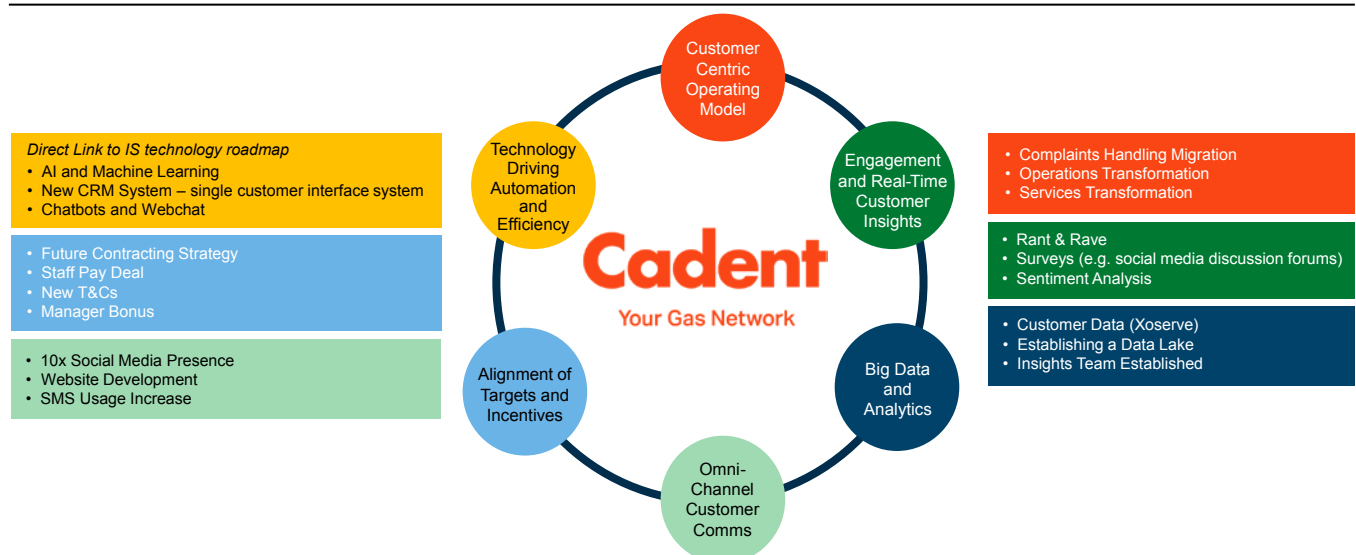 Customer
Centric
Operating
Model
Direct Link to IS technology roadmap
• AI and Machine Learning
• New CRM System – single customer interface system
• Chatbots and Webchat
Technology
Driving
Automation
and
Efficiency
Engagement
and Real-Time
Customer
Insights
• Complaints Handling Migration
• Operations Transformation
• Services Transformation
• Future Contracting Strategy
• Staff Pay Deal
• New T&Cs
• Manager Bonus
Cadent
Your Gas Network
• Rant & Rave
• Surveys (e.g. social media discussion forums)
• Sentiment Analysis
• 10x Social Media Presence
• Website Development
• SMS Usage Increase
Alignment of
Targets and
Incentives
Big Data
and
Analytics
• Customer Data (Xoserve)
• Establishing a Data Lake
• Insights Team Established
Omni-
Channel
Customer
Comms